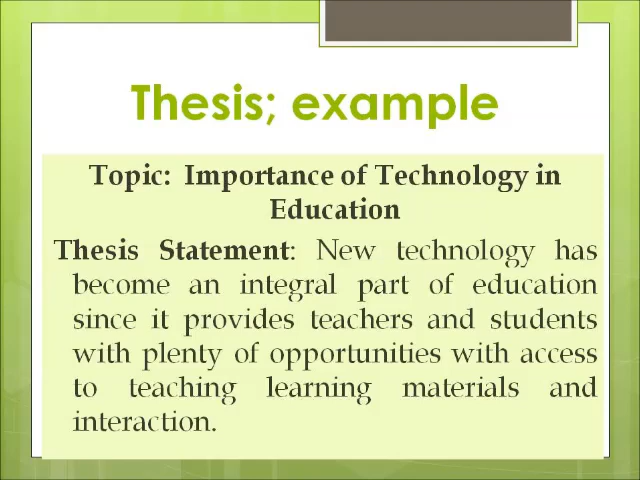 Thesis; example
Topic: Importance of Technology in
Education
Thesis Statement: New technology has
become an integral part of education
since it provides teachers and students
with plenty of opportunities with access
to teaching learning materials and
interaction.